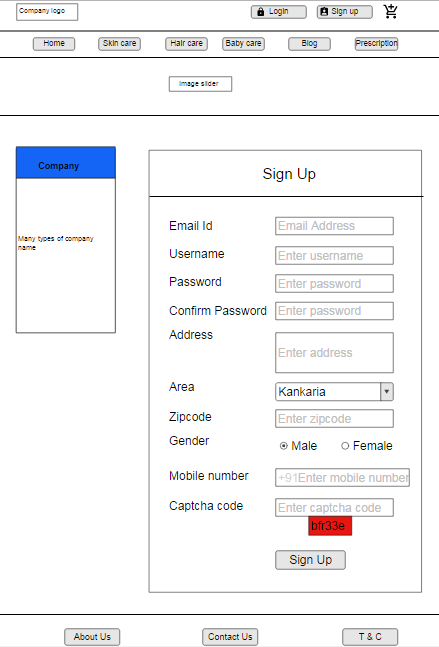 Company logo
Login
Sign up
Home
Skin care
Hair care
Baby care
Blog
Prescription
Image slider
Company
Many types of company
name
Sign Up
Email Id
Email Address
Username
Enter username
Password
Enter password
Confirm Password
Enter password
Address
Enter address
Area
Kankaria
Zipcode
Enter zipcode
Gender
Male
Female
Mobile number
+91Enter mobile number
Captcha code
Enter captcha code
bfr33e
Sign Up
About Us
Contact Us
T & C